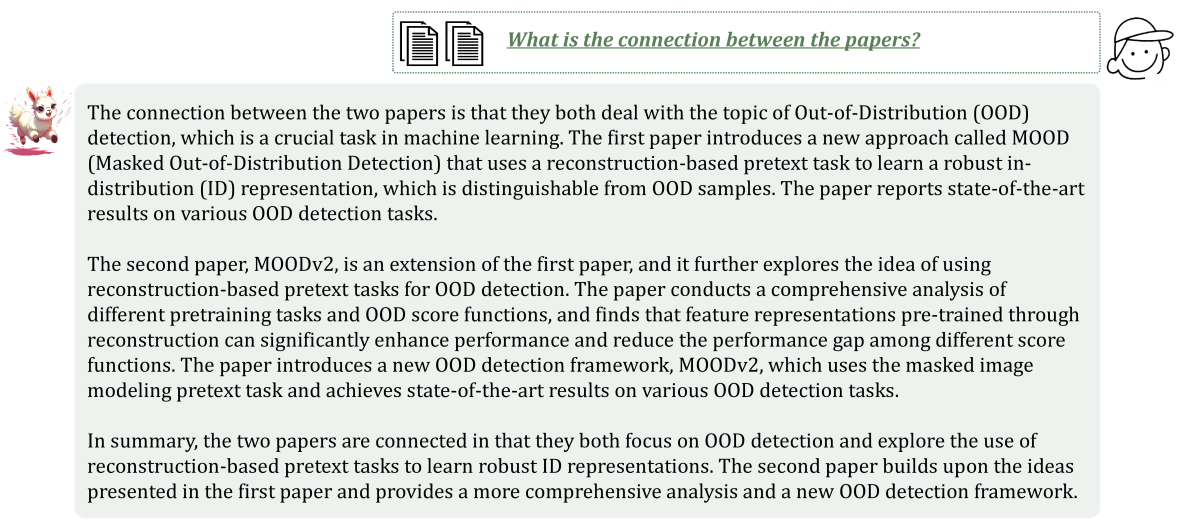 What is the connection between the papers?
The connection between the two papers is that they both deal with the topic of Out-of-Distribution (OOD)
detection, which is a crucial task in machine learning. The first paper introduces a new approach called MOOD
(Masked Out-of-Distribution Detection) that uses a reconstruction-based pretext task to learn a robust in-
distribution (ID) representation, which is distinguishable from OOD samples. The paper reports state-of-the-art
results on various OOD detection tasks.
The second paper, MOODv2, is an extension of the first paper, and it further explores the idea of using
reconstruction-based pretext tasks for OOD detection. The paper conducts a comprehensive analysis of
different pretraining tasks and OOD score functions, and finds that feature representations pre-trained through
reconstruction can significantly enhance performance and reduce the performance gap among different score
functions. The paper introduces a new OOD detection framework, MOODv2, which uses the masked image
modeling pretext task and achieves state-of-the-art results on various OOD detection tasks.
In summary, the two papers are connected in that they both focus on OOD detection and explore the use of
reconstruction-based pretext tasks to learn robust ID representations. The second paper builds upon the ideas
presented in the first paper and provides a more comprehensive analysis and a new OOD detection framework.